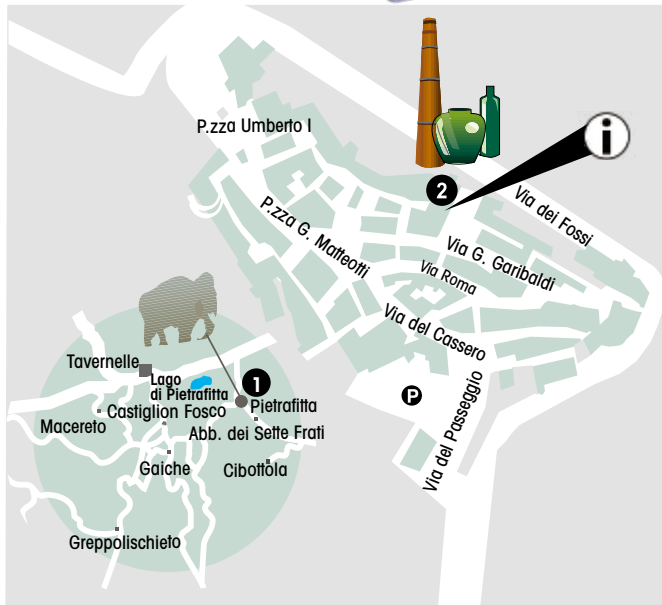 P.zza Umberto I
i
2
Via dei Fossi
P.zza G. Matteotti
Via G. Garibaldi
Via Roma
Via del Cassero
P
Via del Passeggio
Tavernelle
Lago
di Pietrafitta
1
Castiglion Fosco
Pietrafitta
Macereto
Abb. dei Sette Frati
Gaiche
Cibottola
Greppolischieto